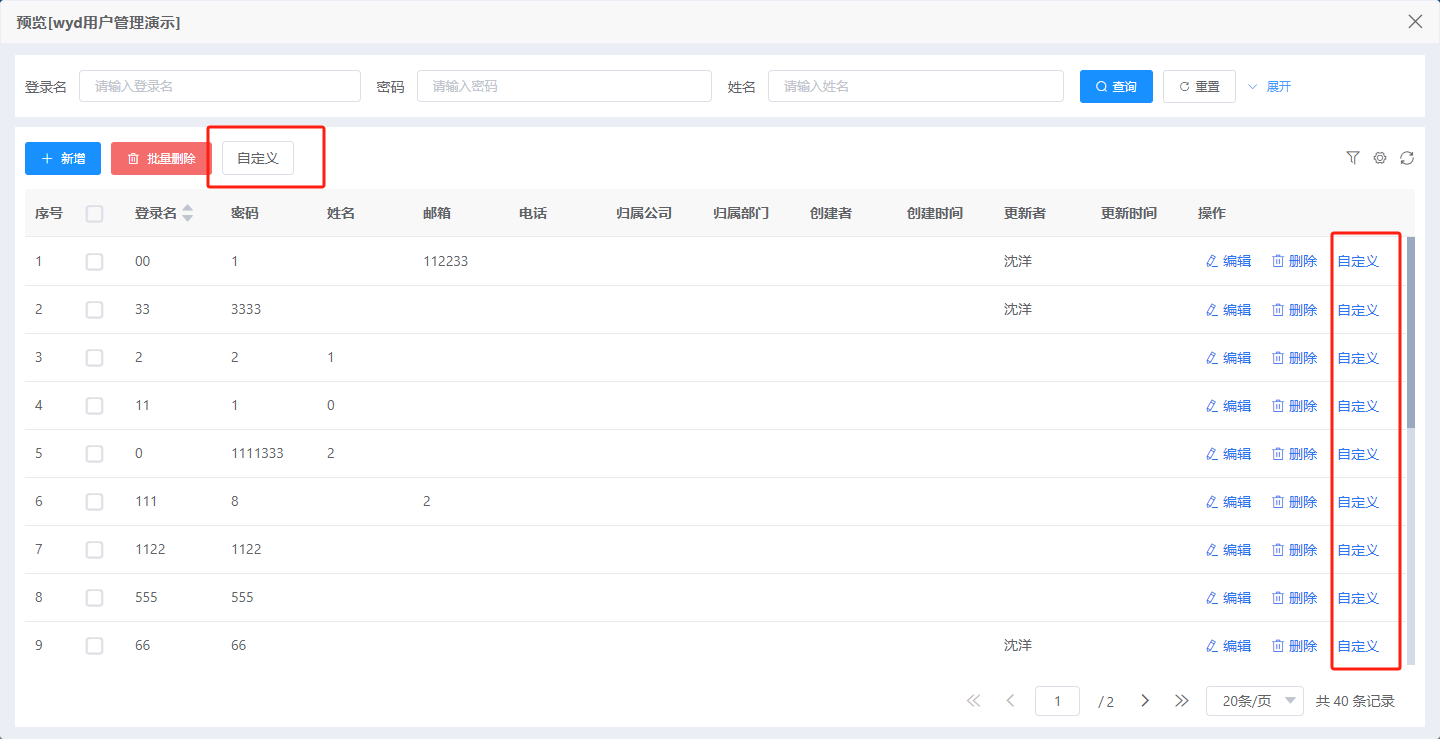 预览[wyd用户管理演示]
登录名 请输入登录名 密码 请输入密码 姓名 请输入姓名 查询 重置 展开
新增 批量删除 自定义
序号 登录名 密码 姓名 邮箱 电话 归属公司 归属部门 创建者 创建时间 更新者 更新时间 操作
1 00 1 112233 沈洋 编辑 删除 自定义
2 33 3333 沈洋 编辑 删除 自定义
3 2 2 1 编辑 删除 自定义
4 11 1 0 编辑 删除 自定义
5 0 1111333 2 编辑 删除 自定义
6 111 8 2 编辑 删除 自定义
7 1122 1122 编辑 删除 自定义
8 555 555 编辑 删除 自定义
9 66 66 沈洋 编辑 删除 自定义
1 / 2 20条/页 共 40 条记录